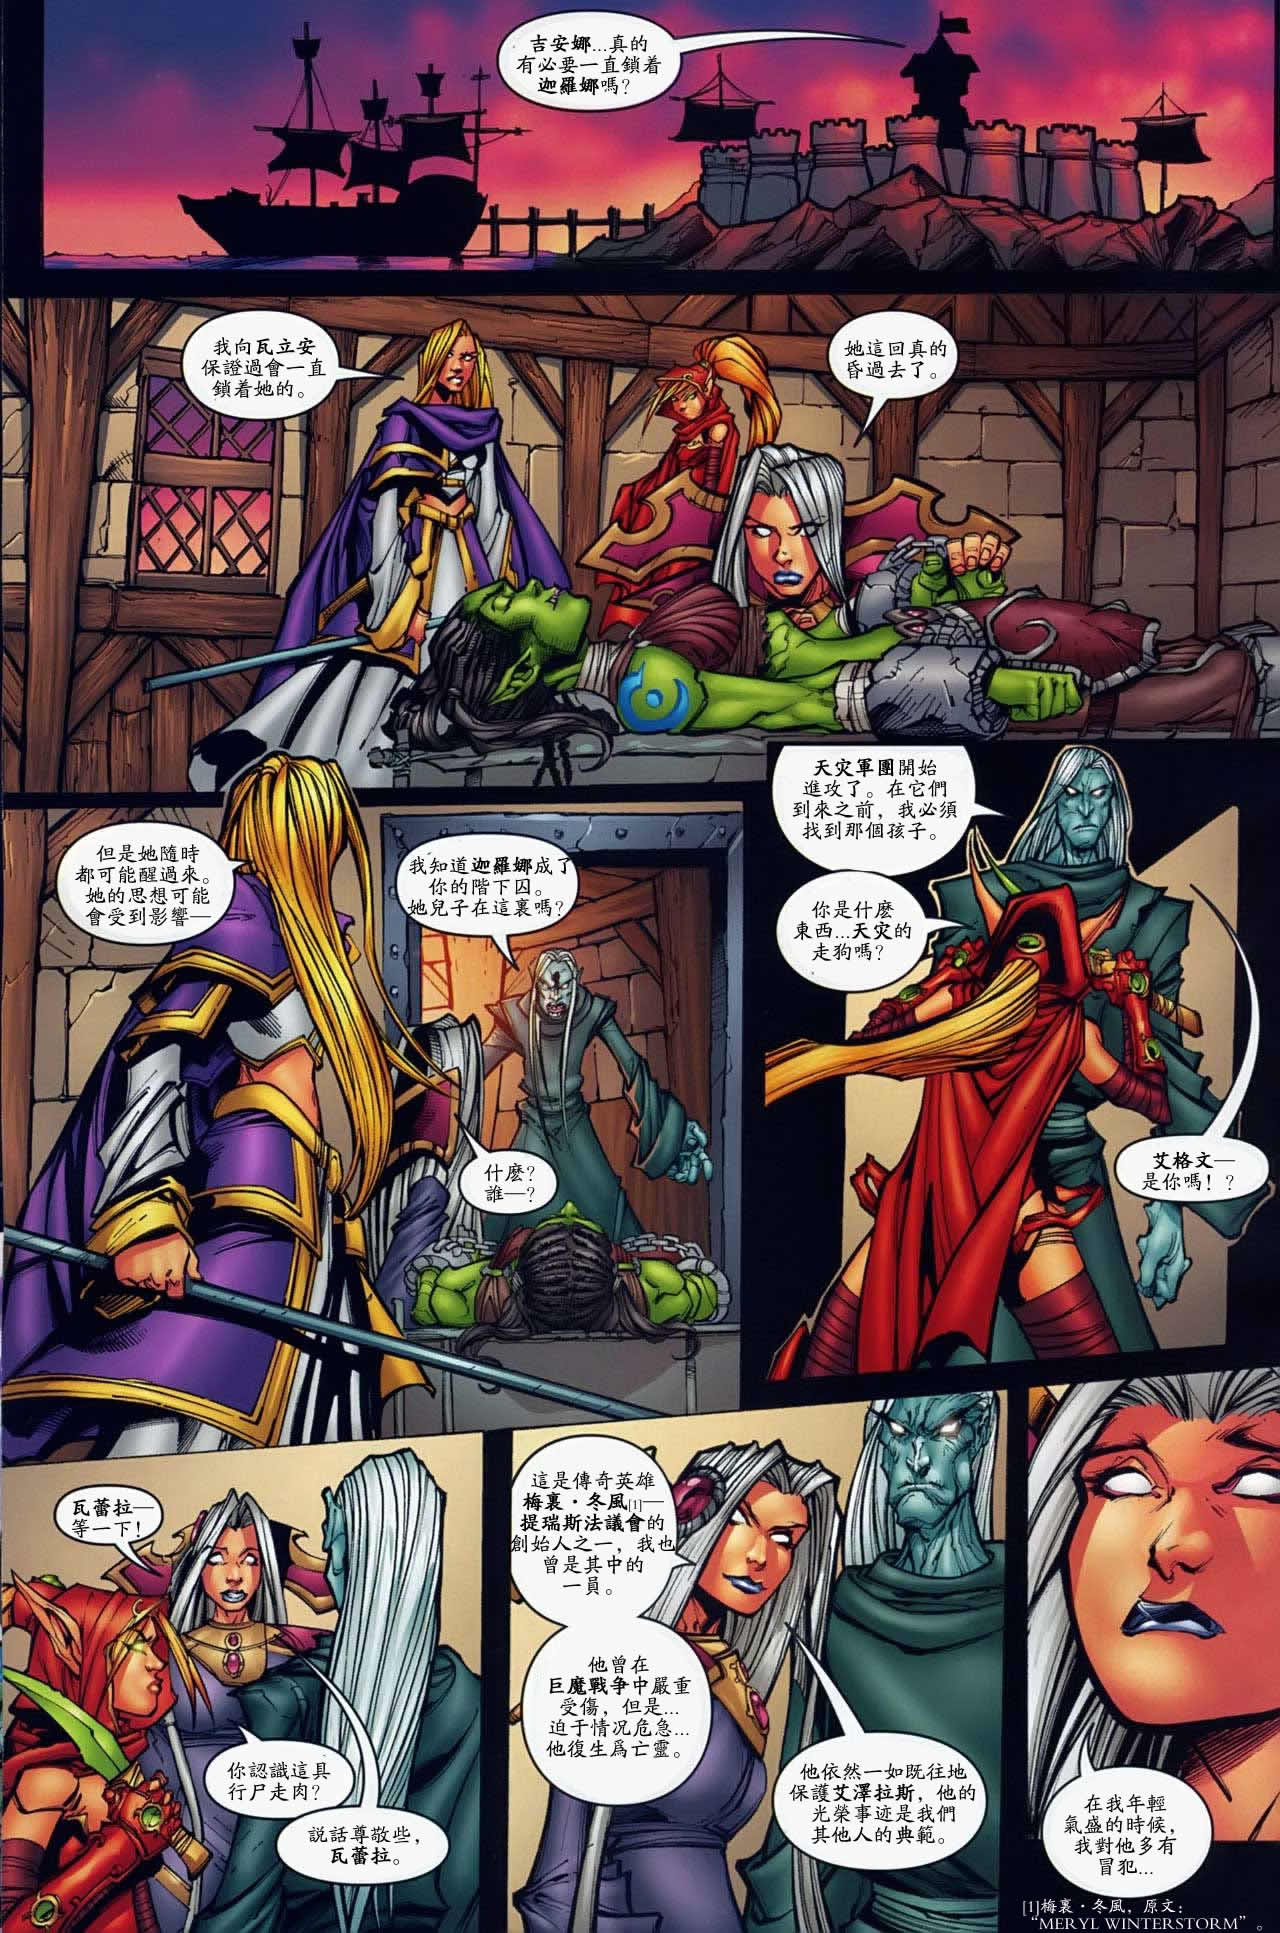 吉安娜...真的
有必要一直鎖着
迦羅娜嗎?
我向瓦立安
保證過會一直
鎖着她的。
她這回真的
昏過去了。
但是她隨時
都可能醒過來。
她的思想可能
會受到影響—
我知道迦羅娜成了
你的階下囚。
她兒子在這裏嗎?
什麽?
誰—?
天灾軍團開始
進攻了。在它們
到來之前，我必須
找到那個孩子。
你是什麽
東西...天灾的
走狗嗎?
艾格文—
是你嗎！?
瓦蕾拉—
等一下!
你認識這具
行尸走肉?
説話尊敬些，
瓦蕾拉。
這是傳奇英雄
梅裏·冬風[1]—
提瑞斯法議會的
創始人之一，我也
曾是其中的
一員。
他曾在
巨魔戰争中嚴重
受傷，但是...
迫于情况危急...
他復生爲亡靈。
他依然一如既往地
保護艾澤拉斯，他的
光榮事迹是我們
其他人的典範。
在我年輕
氣盛的時候，
我對他多有
冒犯...
[1]梅裏·冬風，原文：
“MERYL WINTERSTORM”。